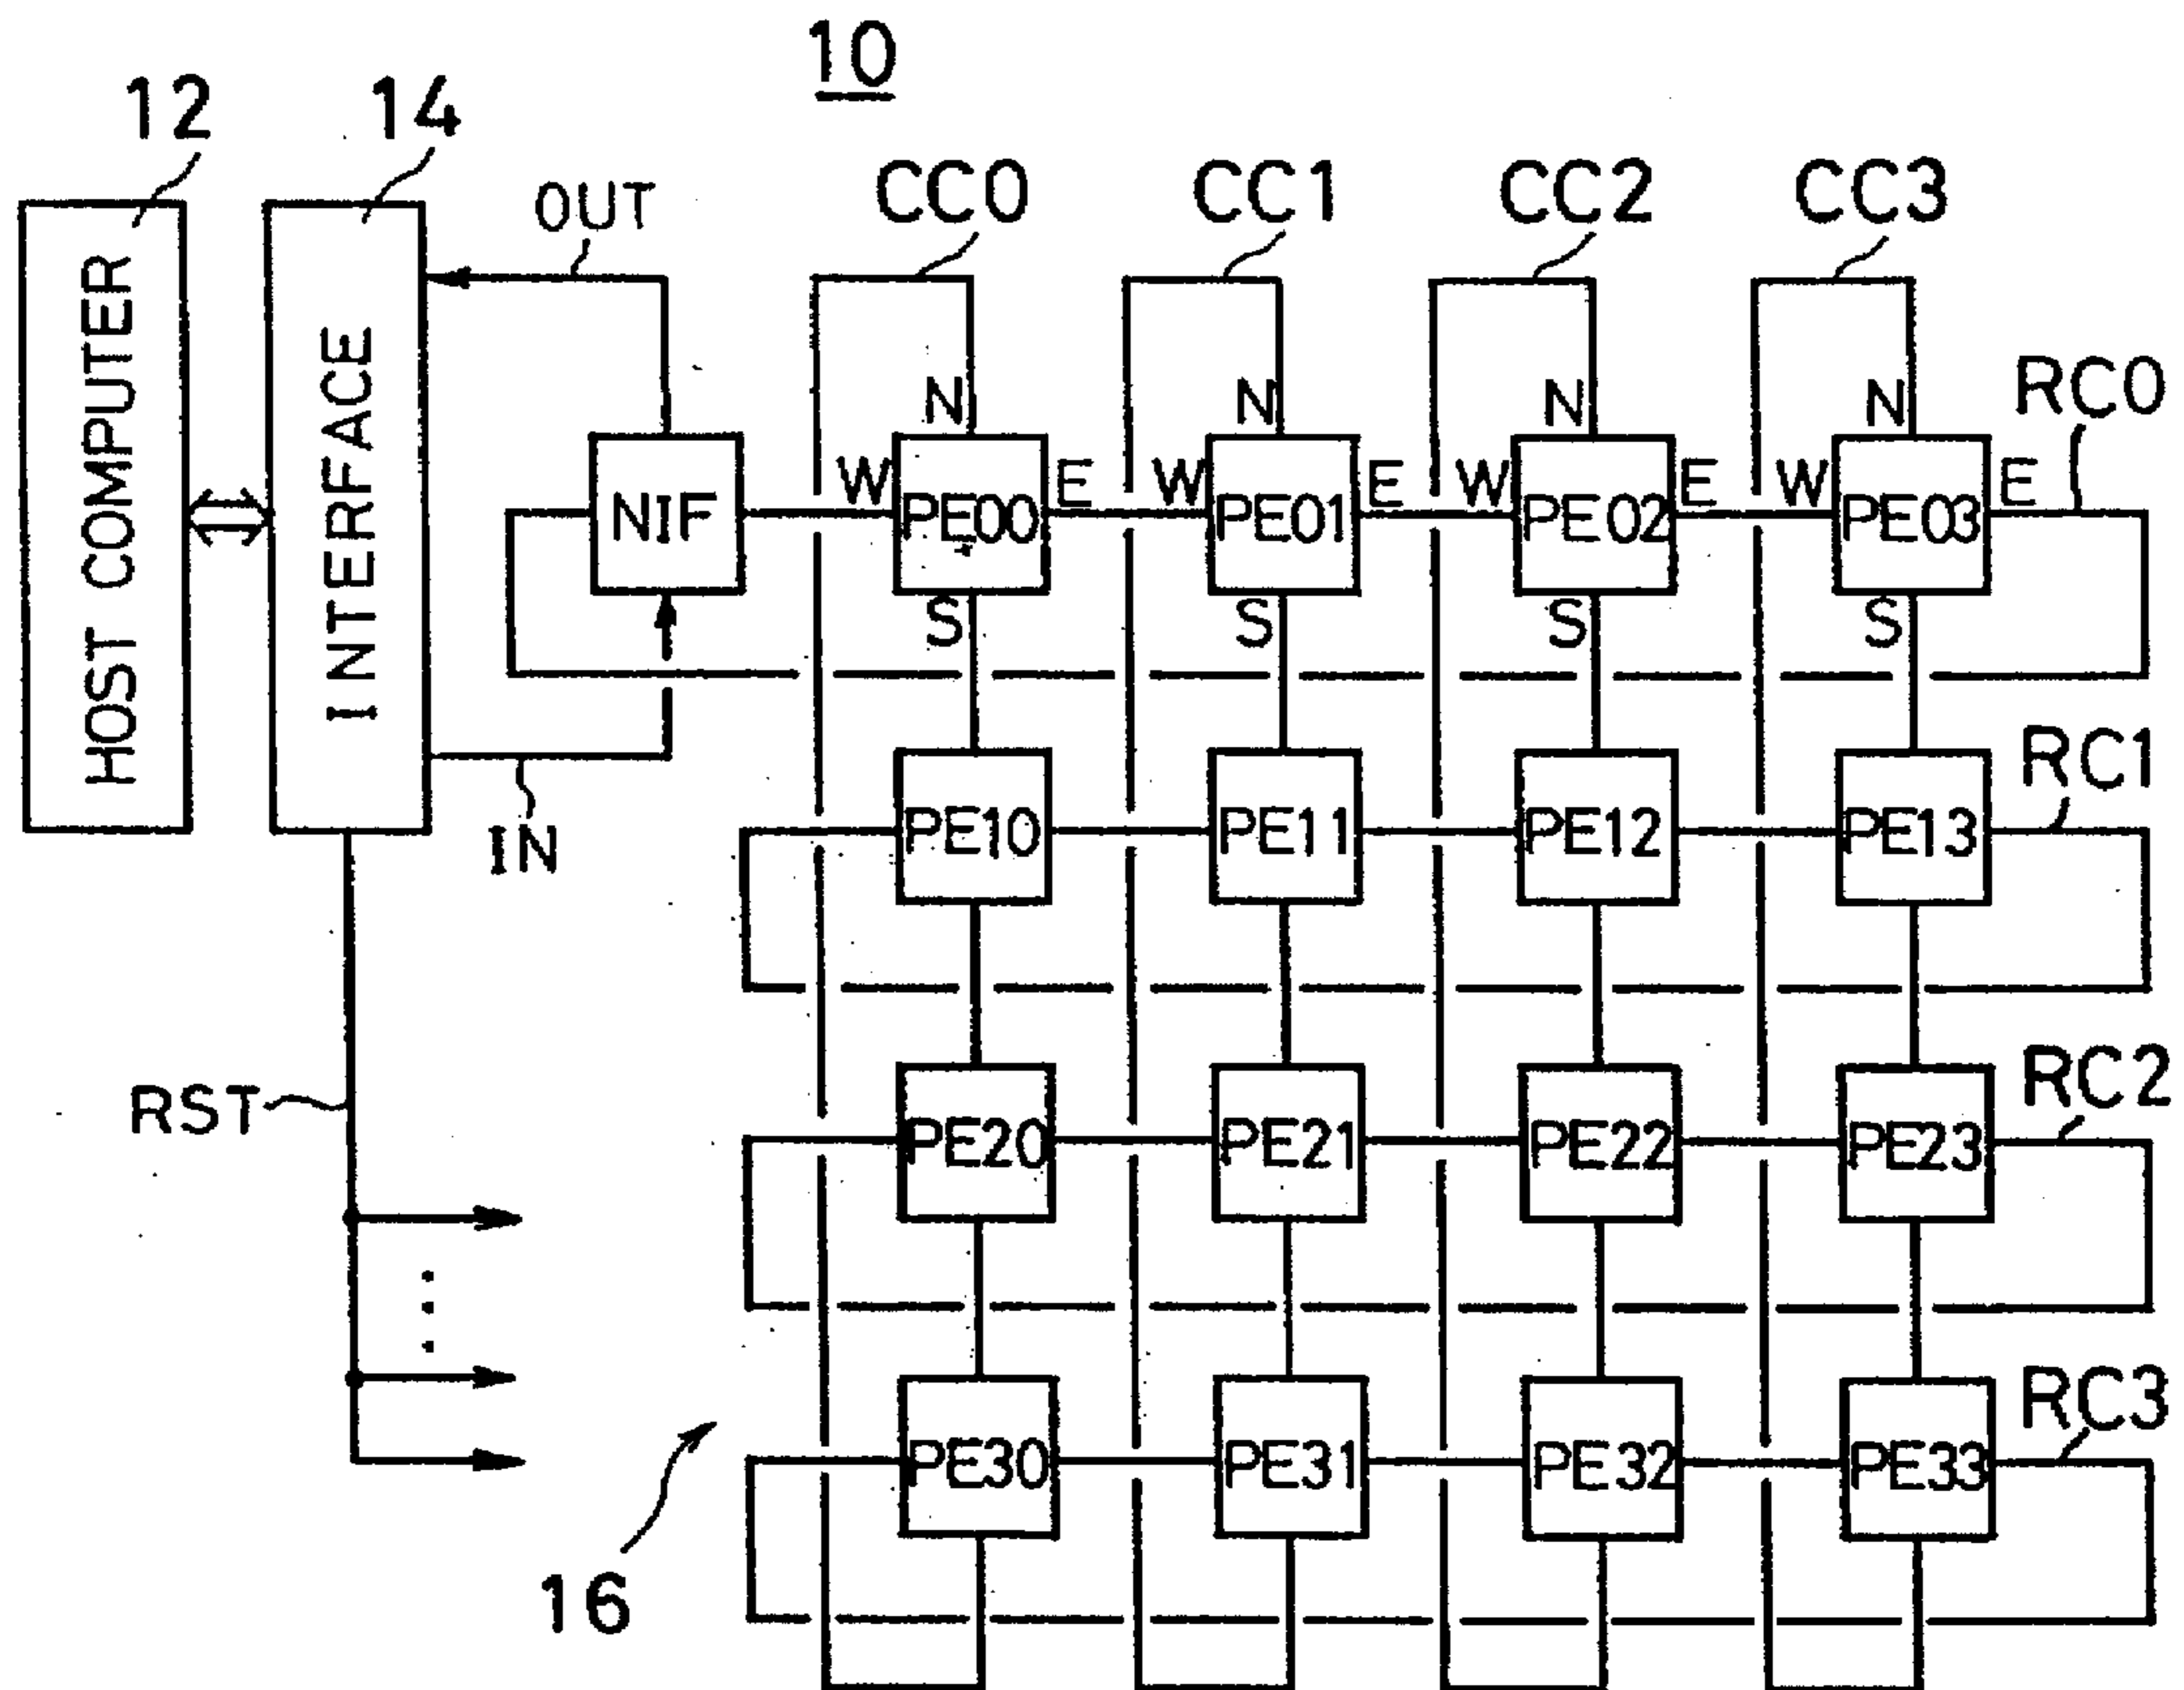 10
12
14
OUT
CC0
CC1
CC2
CC3
HOST COMPUTER
INTERFACE
N
N
N
N
RC0
NIF
W
PE00
E
W
PE01
E
W
PE02
E
W
PE03
E
S
S
S
S
IN
RC1
PE10
PE11
PE12
PE13
RST
RC2
PE20
PE21
PE22
PE23
RC3
PE30
PE31
PE32
PE33
16